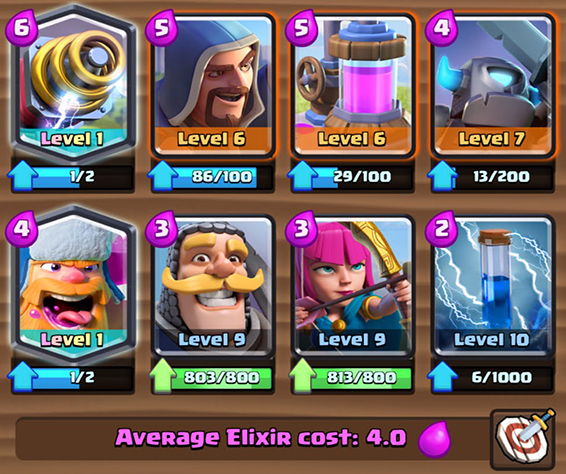 6 5 5 4
Level 1 Level 6 Level 6 Level 7
1/2 86/100 29/100 13/200
4 3 3 2
Level 1 Level 9 Level 9 Level 10
1/2 803/800 813/800 6/1000
Average Elixir cost: 4.0